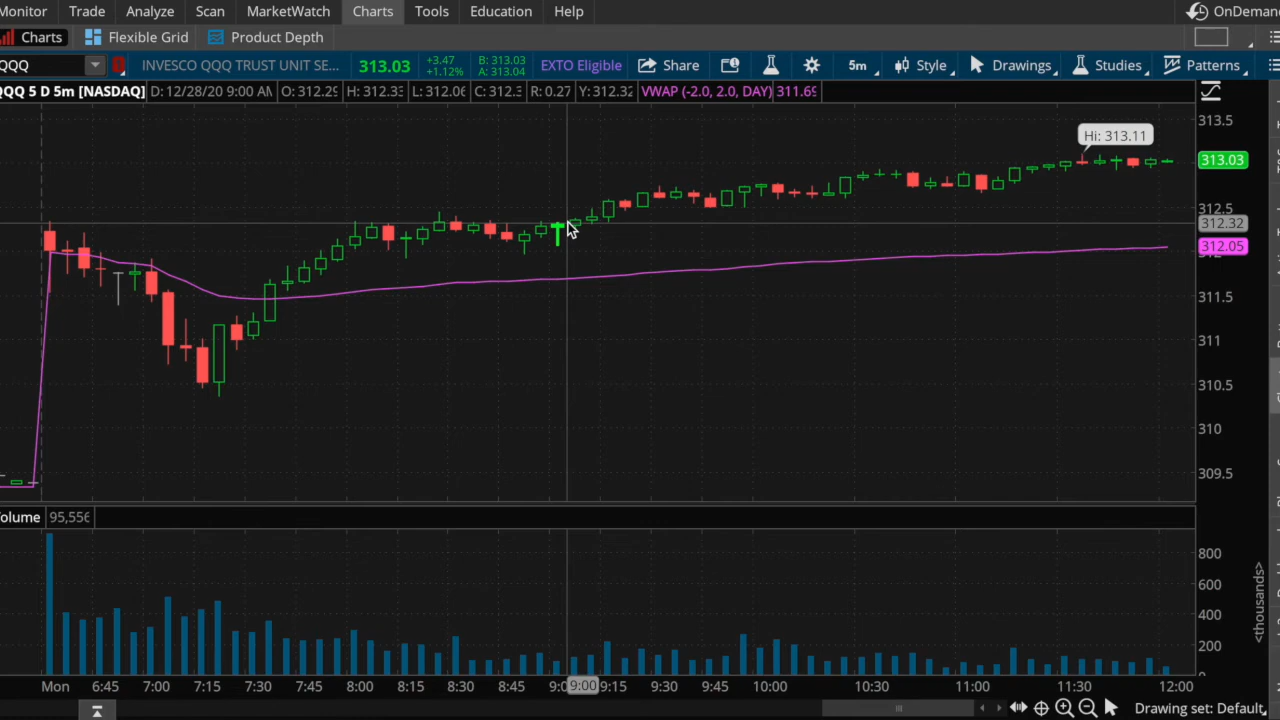 Monitor Trade Analyze Scan MarketWatch Charts Tools Education Help OnDemand
Charts Flexible Grid Product Depth
QQQ INVESCO QQQ TRUST UNIT SE... 313.03 +3.47 +1.12% B: 313.03 A: 313.04 EXTO Eligible Share 5m Style Drawings Studies Patterns
QQQ 5 D 5m [NASDAQ] D: 12/28/20 9:00 AM O: 312.29 H: 312.33 L: 312.06 C: 312.3 R: 0.27 Y: 312.32 VWAP (-2.0, 2.0, DAY) 311.69
313.5
Hi: 313.11
313.03
312.5
312.32
312.05
311.5
311
310.5
310
309.5
Volume 95,556
800
600
400
200
<thousands>
Mon 6:45 7:00 7:15 7:30 7:45 8:00 8:15 8:30 8:45 9:00 9:15 9:30 9:45 10:00 10:30 11:00 11:30 12:00
Drawing set: Default